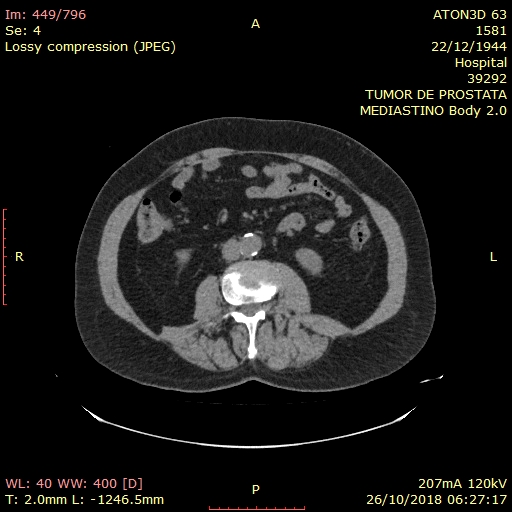 Im: 449/796
Se: 4
Lossy compression (JPEG)
A
ATON3D 63
1581
22/12/1944
Hospital
39292
TUMOR DE PROSTATA
MEDIASTINO Body 2.0
R
L
WL: 40 WW: 400 [D]
T: 2.0mm L: -1246.5mm
P
207mA 120kV
26/10/2018 06:27:17